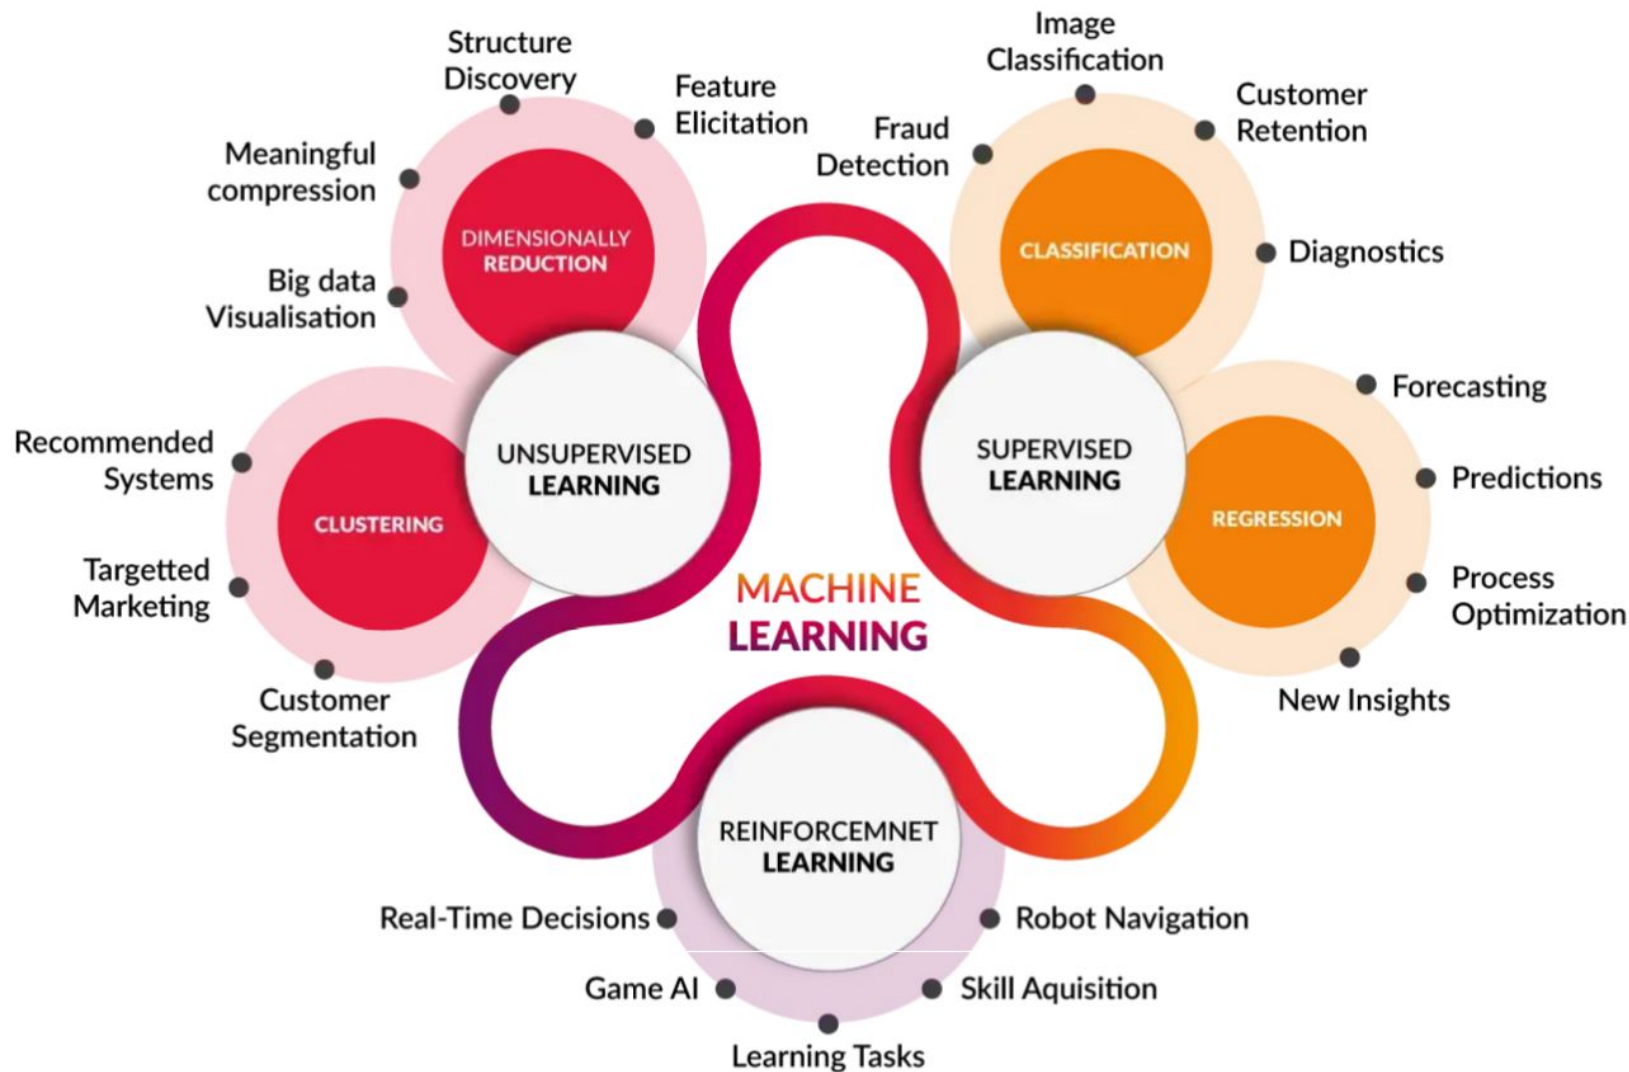 Structure
Discovery
Feature
Elicitation
Meaningful
compression
Big data
Visualisation
DIMENSIONALLY
REDUCTION
Recommended
Systems
Targetted
Marketing
Customer
Segmentation
CLUSTERING
UNSUPERVISED
LEARNING
Image
Classification
Customer
Retention
Fraud
Detection
Diagnostics
CLASSIFICATION
SUPERVISED
LEARNING
Forecasting
Predictions
Process
Optimization
New Insights
REGRESSION
MACHINE
LEARNING
REINFORCEMNET
LEARNING
Real-Time Decisions
Robot Navigation
Game AI
Skill Aquisition
Learning Tasks